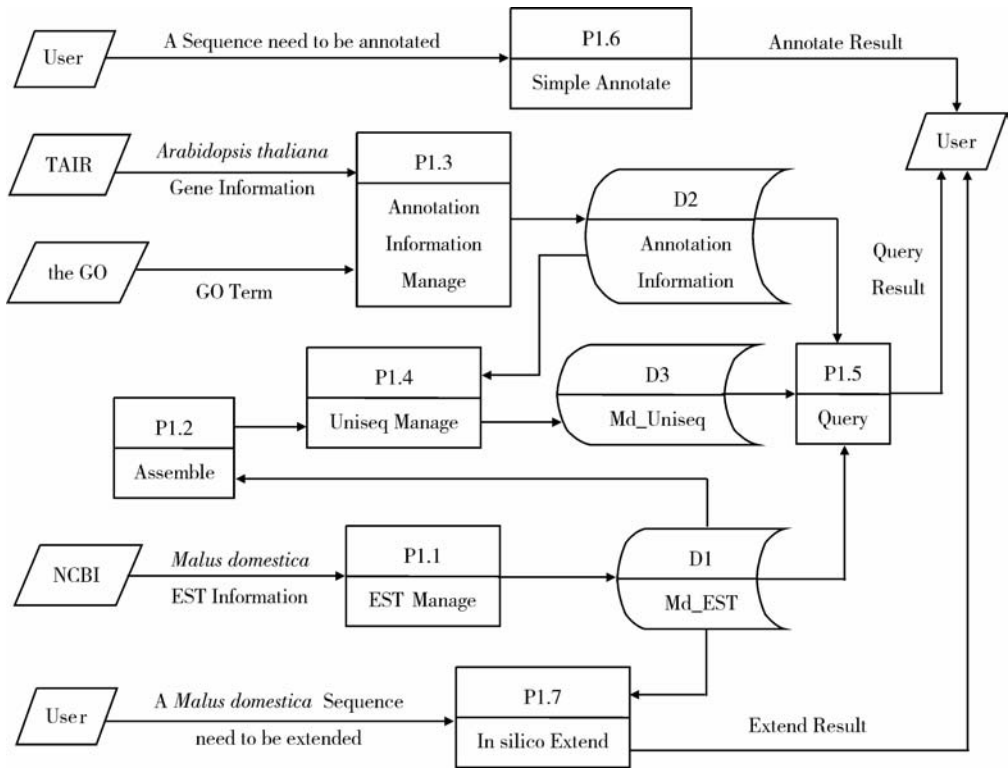 User
A Sequence need to be annotated
P1.6
Simple Annotate
Annotate Result
User
TAIR
Arabidopsis thaliana
Gene Information
the GO
GO Term
P1.3
Annotation
Information
Manage
D2
Annotation
Information
Query
Result
P1.4
Uniseq Manage
D3
Md_Uniseq
P1.5
Query
P1.2
Assemble
NCBI
Malus domestica
EST Information
P1.1
EST Manage
D1
Md_EST
User
A Malus domestica Sequence
need to be extended
P1.7
In silico Extend
Extend Result